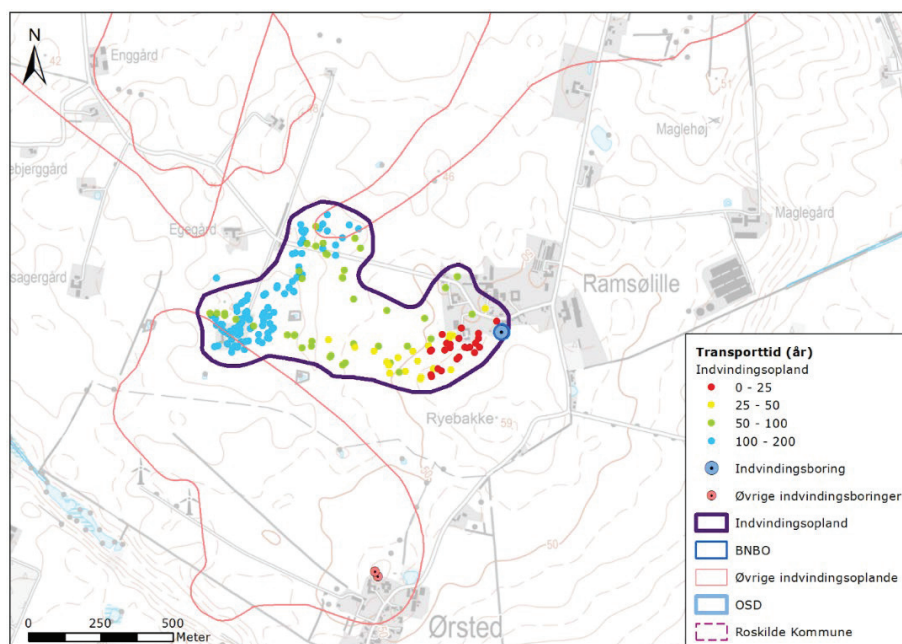 N
42
Enggård
51
Maglehøj
ebjerggård
46
Egegård
Maglegård
sagergård
Ramsølille
Ryebakke
59
50
Ørsted
0
250
500
Meter
Transporttid (år)
Indvindingsopland
0 - 25
25 - 50
50 - 100
100 - 200
Indvindingsboring
Øvrige indvindingsboringer
Indvindingsopland
BNBO
Øvrige indvindingsoplande
OSD
Roskilde Kommune